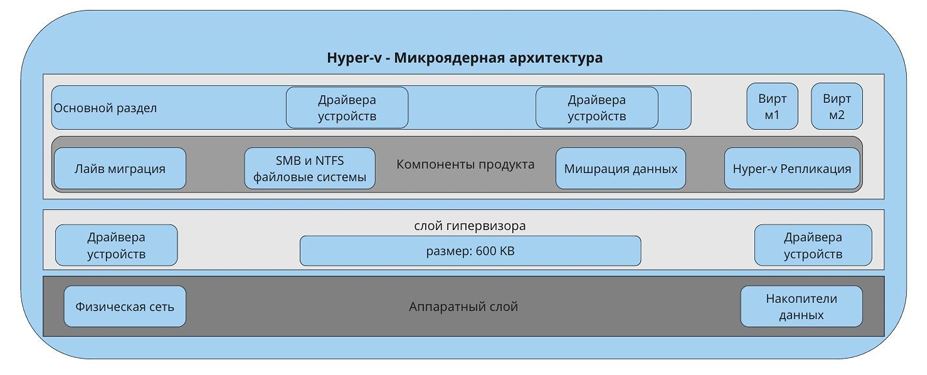 Hyper-v - Микроядерная архитектура
Основной раздел
Драйвера
устройств
Драйвера
устройств
Вирт
м1
Вирт
м2
Лайв миграция
SMB и NTFS
файловые системы
Компоненты продукта
Мишрация данных
Hyper-v Репликация
слой гипервизора
Драйвера
устройств
размер: 600 KB
Драйвера
устройств
Физическая сеть
Аппаратный слой
Накопители
данных